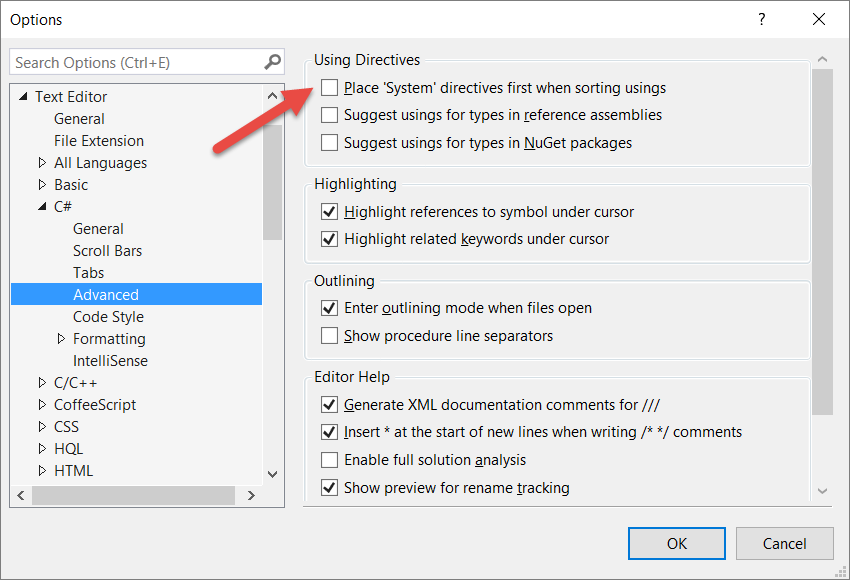 Options
?
Search Options (Ctrl+E)
Text Editor
General
File Extension
All Languages
Basic
C#
General
Scroll Bars
Tabs
Advanced
Code Style
Formatting
IntelliSense
C/C++
CoffeeScript
CSS
HQL
HTML
Using Directives
Place 'System' directives first when sorting usings
Suggest usings for types in reference assemblies
Suggest usings for types in NuGet packages
Highlighting
Highlight references to symbol under cursor
Highlight related keywords under cursor
Outlining
Enter outlining mode when files open
Show procedure line separators
Editor Help
Generate XML documentation comments for ///
Insert * at the start of new lines when writing /* */ comments
Enable full solution analysis
Show preview for rename tracking
OK
Cancel